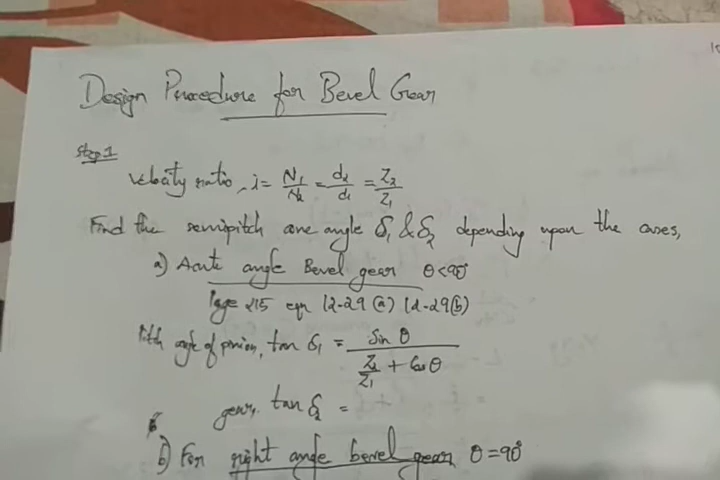 Design Procedure for Bevel Gear
Step 1
Velocity ratio, i = N₁/N₂ = d₂/d₁ = Z₂/Z₁
Find the semipitch cone angle δ₁ & δ₂ depending upon the cases,
a) Acute angle Bevel gear θ<90°
Page 215 eqn 12-29(a) 12-29(b)
Pitch angle of pinion, tan δ₁ = Sin θ / (Z₂/Z₁ + Cos θ)
gear, tan δ₂ =
b) For right angle bevel gear θ=90°